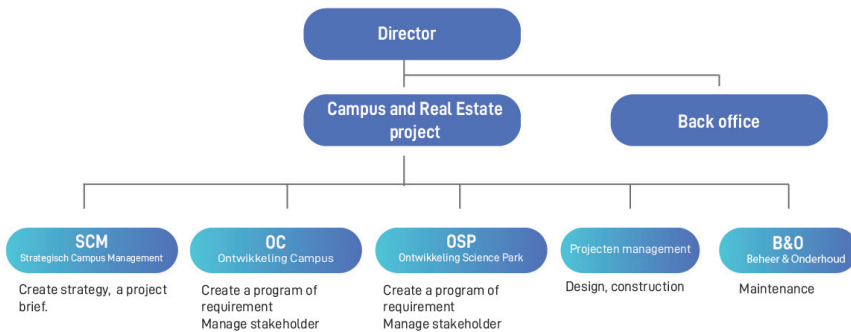 Director
Campus and Real Estate
project
Back office
SCM
Strategisch Campus Management
OC
Ontwikkeling Campus
OSP
Ontwikkeling Science Park
Projecten management
B&O
Beheer & Onderhoud
Create strategy, a project
brief.
Create a program of
requirement
Manage stakeholder
Create a program of
requirement
Manage stakeholder
Design, construction
Maintenance